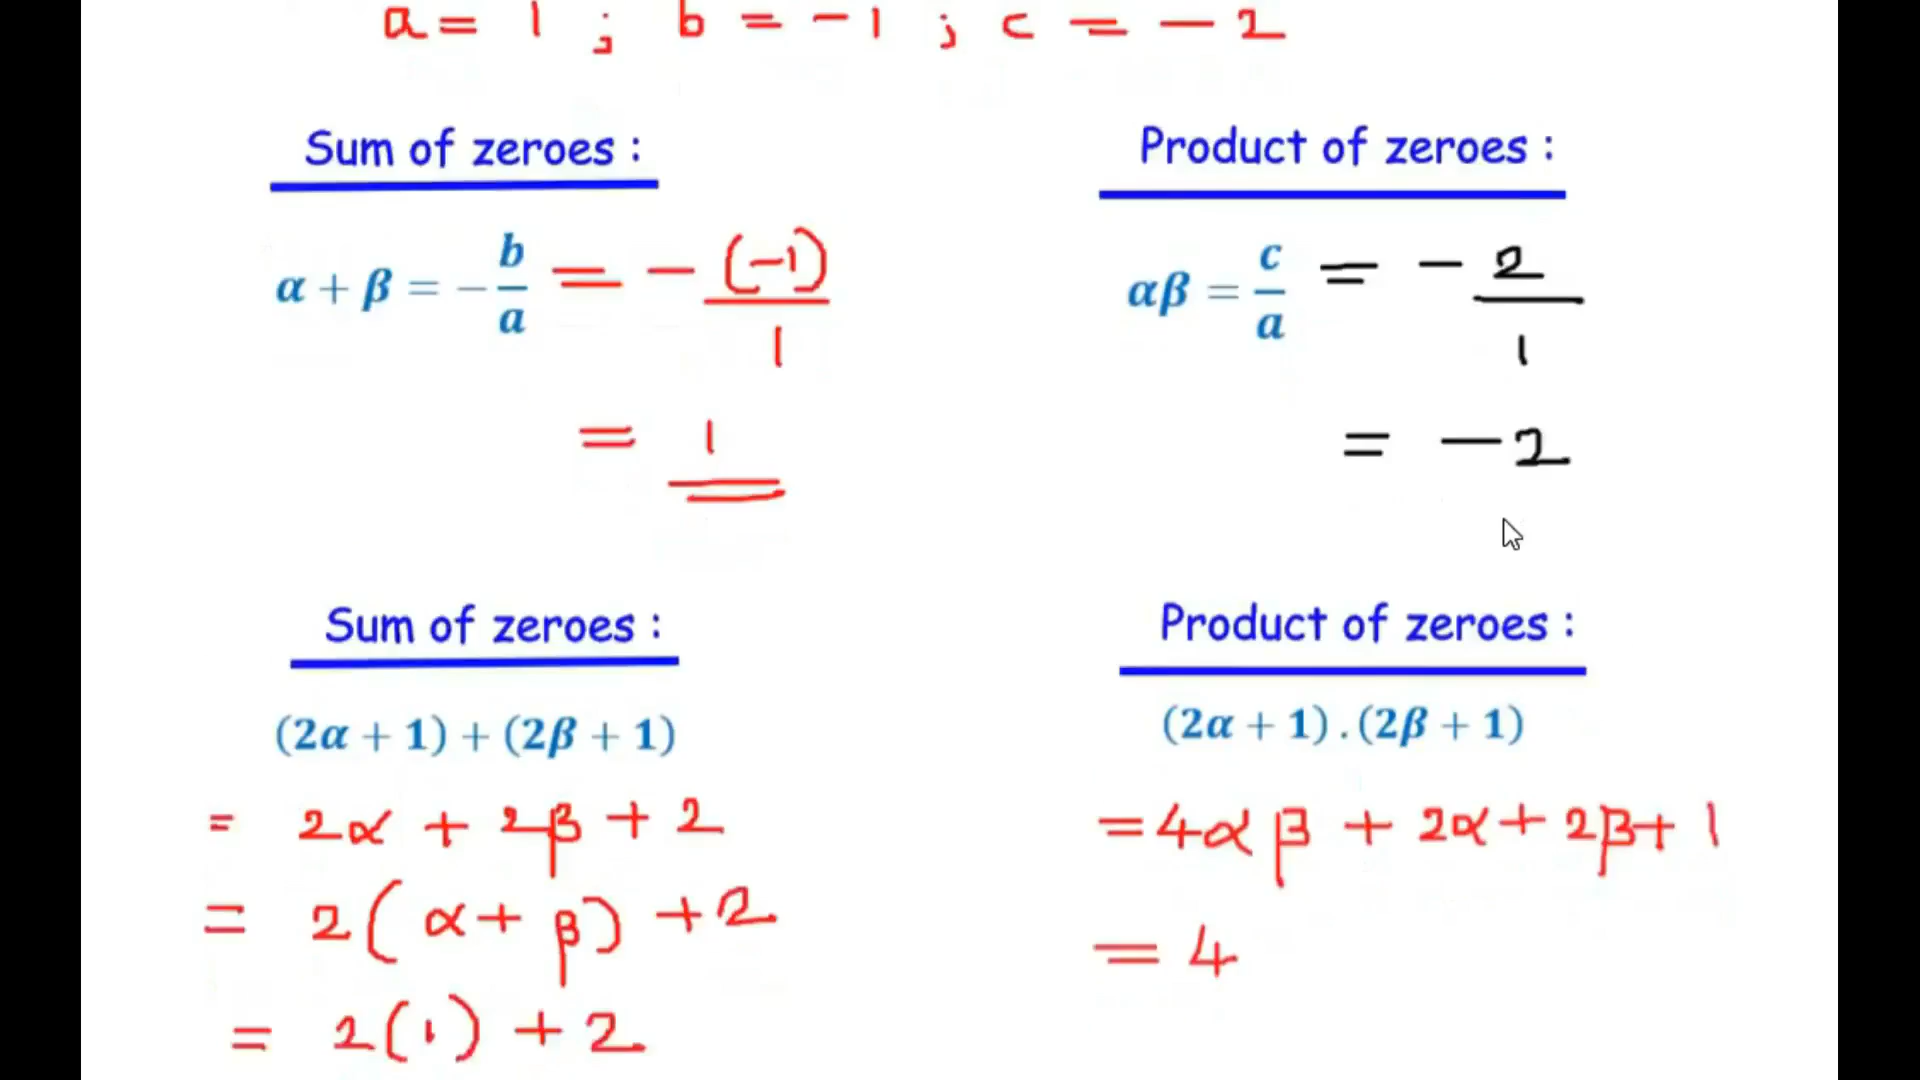 a = 1 ; b = -1 ; c = -2
Sum of zeroes :
α + β = - b/a = - (-1)/1
= 1
Product of zeroes :
αβ = c/a = - 2/1
= -2
Sum of zeroes :
(2α + 1) + (2β + 1)
= 2α + 2β + 2
= 2(α + β) + 2
= 2(1) + 2
Product of zeroes :
(2α + 1) . (2β + 1)
= 4αβ + 2α + 2β + 1
= 4